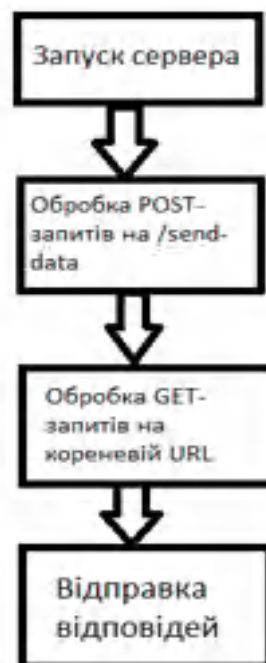 Запуск сервера
Обробка POST-
запитів на /send-
data
Обробка GET-
запитів на
кореневій URL
Відправка
відповідей